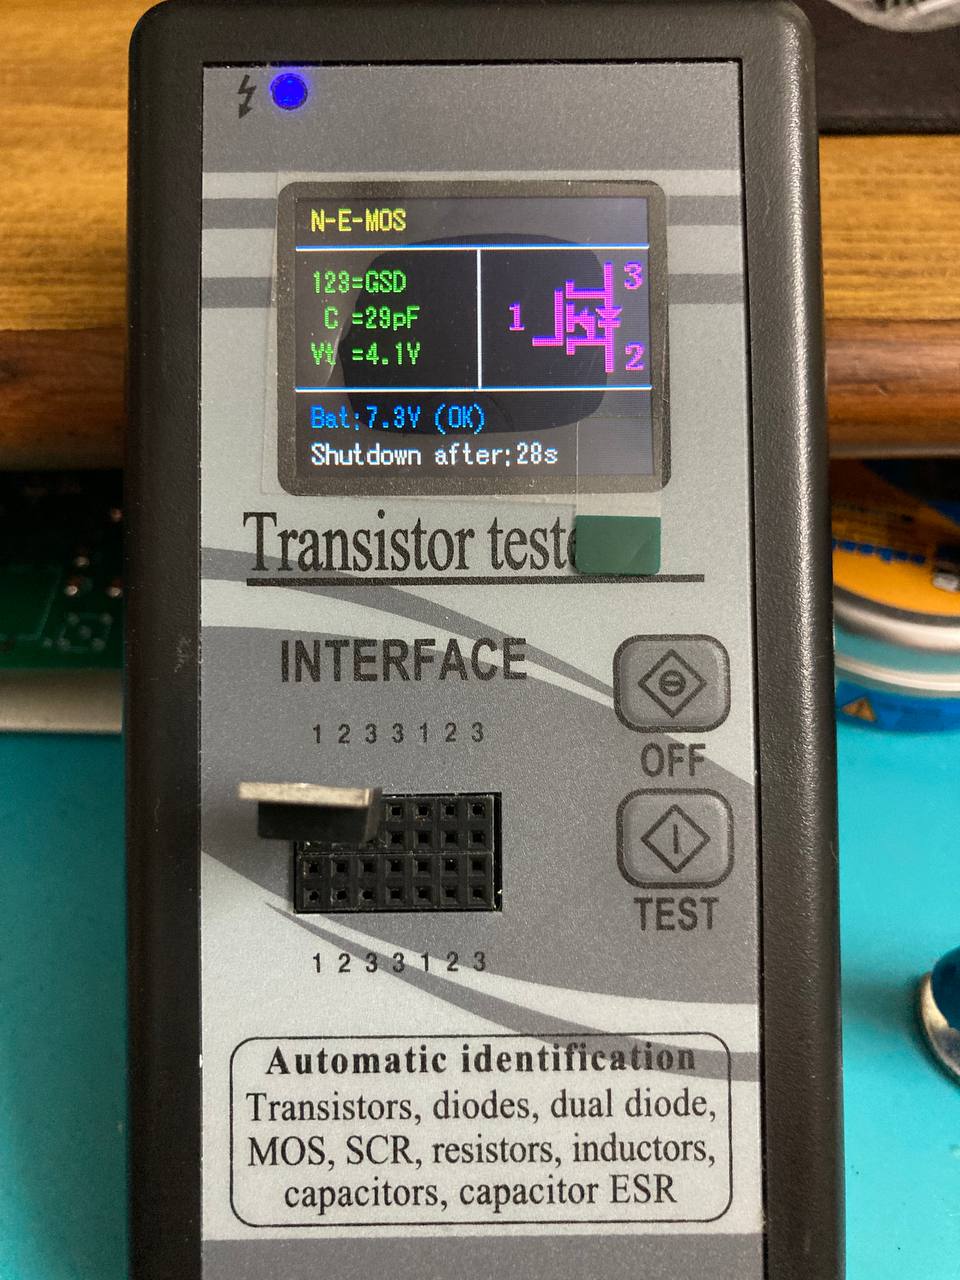 N-E-MOS
123=GSD
C =29pF
Vt =4.1V
1
3
2
Bat:7.3V (OK)
Shutdown after:28s
Transistor teste
INTERFACE
1 2 3 3 1 2 3
OFF
TEST
1 2 3 3 1 2 3
Automatic identification
Transistors, diodes, dual diode,
MOS, SCR, resistors, inductors,
capacitors, capacitor ESR